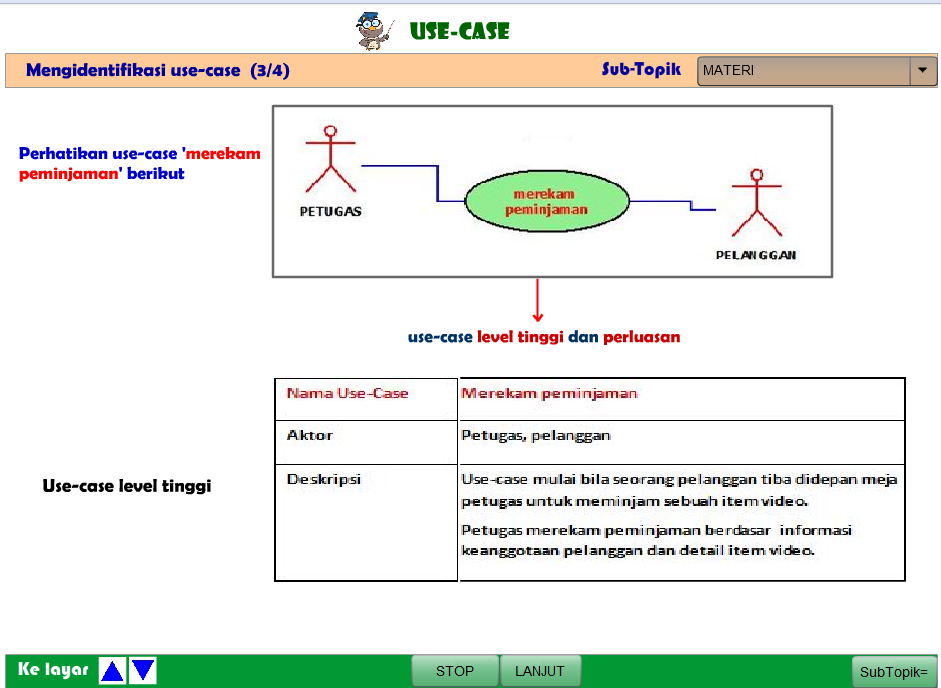 USE-CASE
Mengidentifikasi use-case (3/4)
Sub-Topik
MATERI
Perhatikan use-case 'merekam
peminjaman' berikut
PETUGAS
merekam
peminjaman
PELANGGAN
use-case level tinggi dan perluasan
Nama Use-Case
Merekam peminjaman
Aktor
Petugas, pelanggan
Use-case level tinggi
Deskripsi
Use-case mulai bila seorang pelanggan tiba didepan meja
petugas untuk meminjam sebuah item video.
Petugas merekam peminjaman berdasar informasi
keanggotaan pelanggan dan detail item video.
Ke layar
STOP
LANJUT
SubTopik=